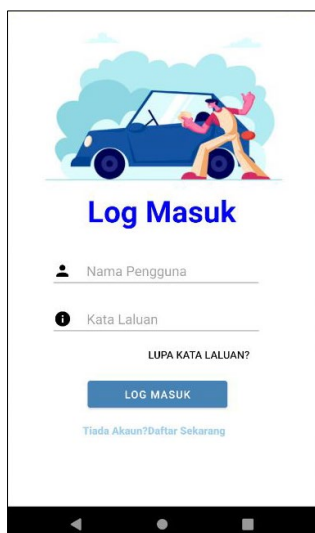 Log Masuk
Nama Pengguna
Kata Laluan
LUPA KATA LALUAN?
LOG MASUK
Tiada Akaun?Daftar Sekarang